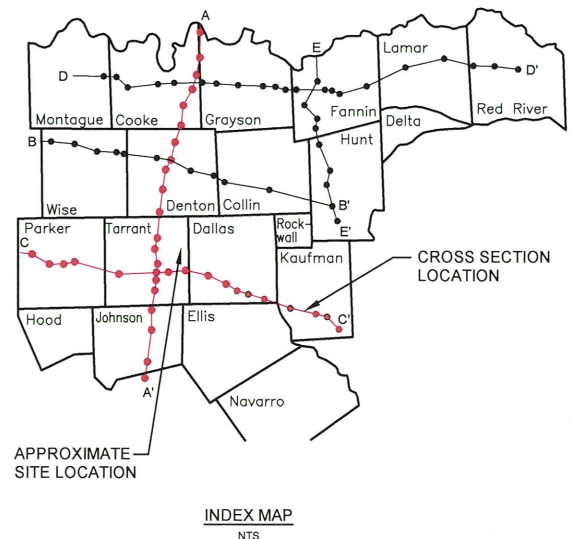 A
E
Lamar
D
D'
Montague
Cooke
Grayson
Fannin
Delta
Red River
Hunt
B
Wise
Denton
Collin
B'
E'
Rock-
wall
Parker
Tarrant
Dallas
Kaufman
C
CROSS SECTION
LOCATION
Hood
Johnson
Ellis
C'
A'
Navarro
APPROXIMATE
SITE LOCATION
INDEX MAP
NTS